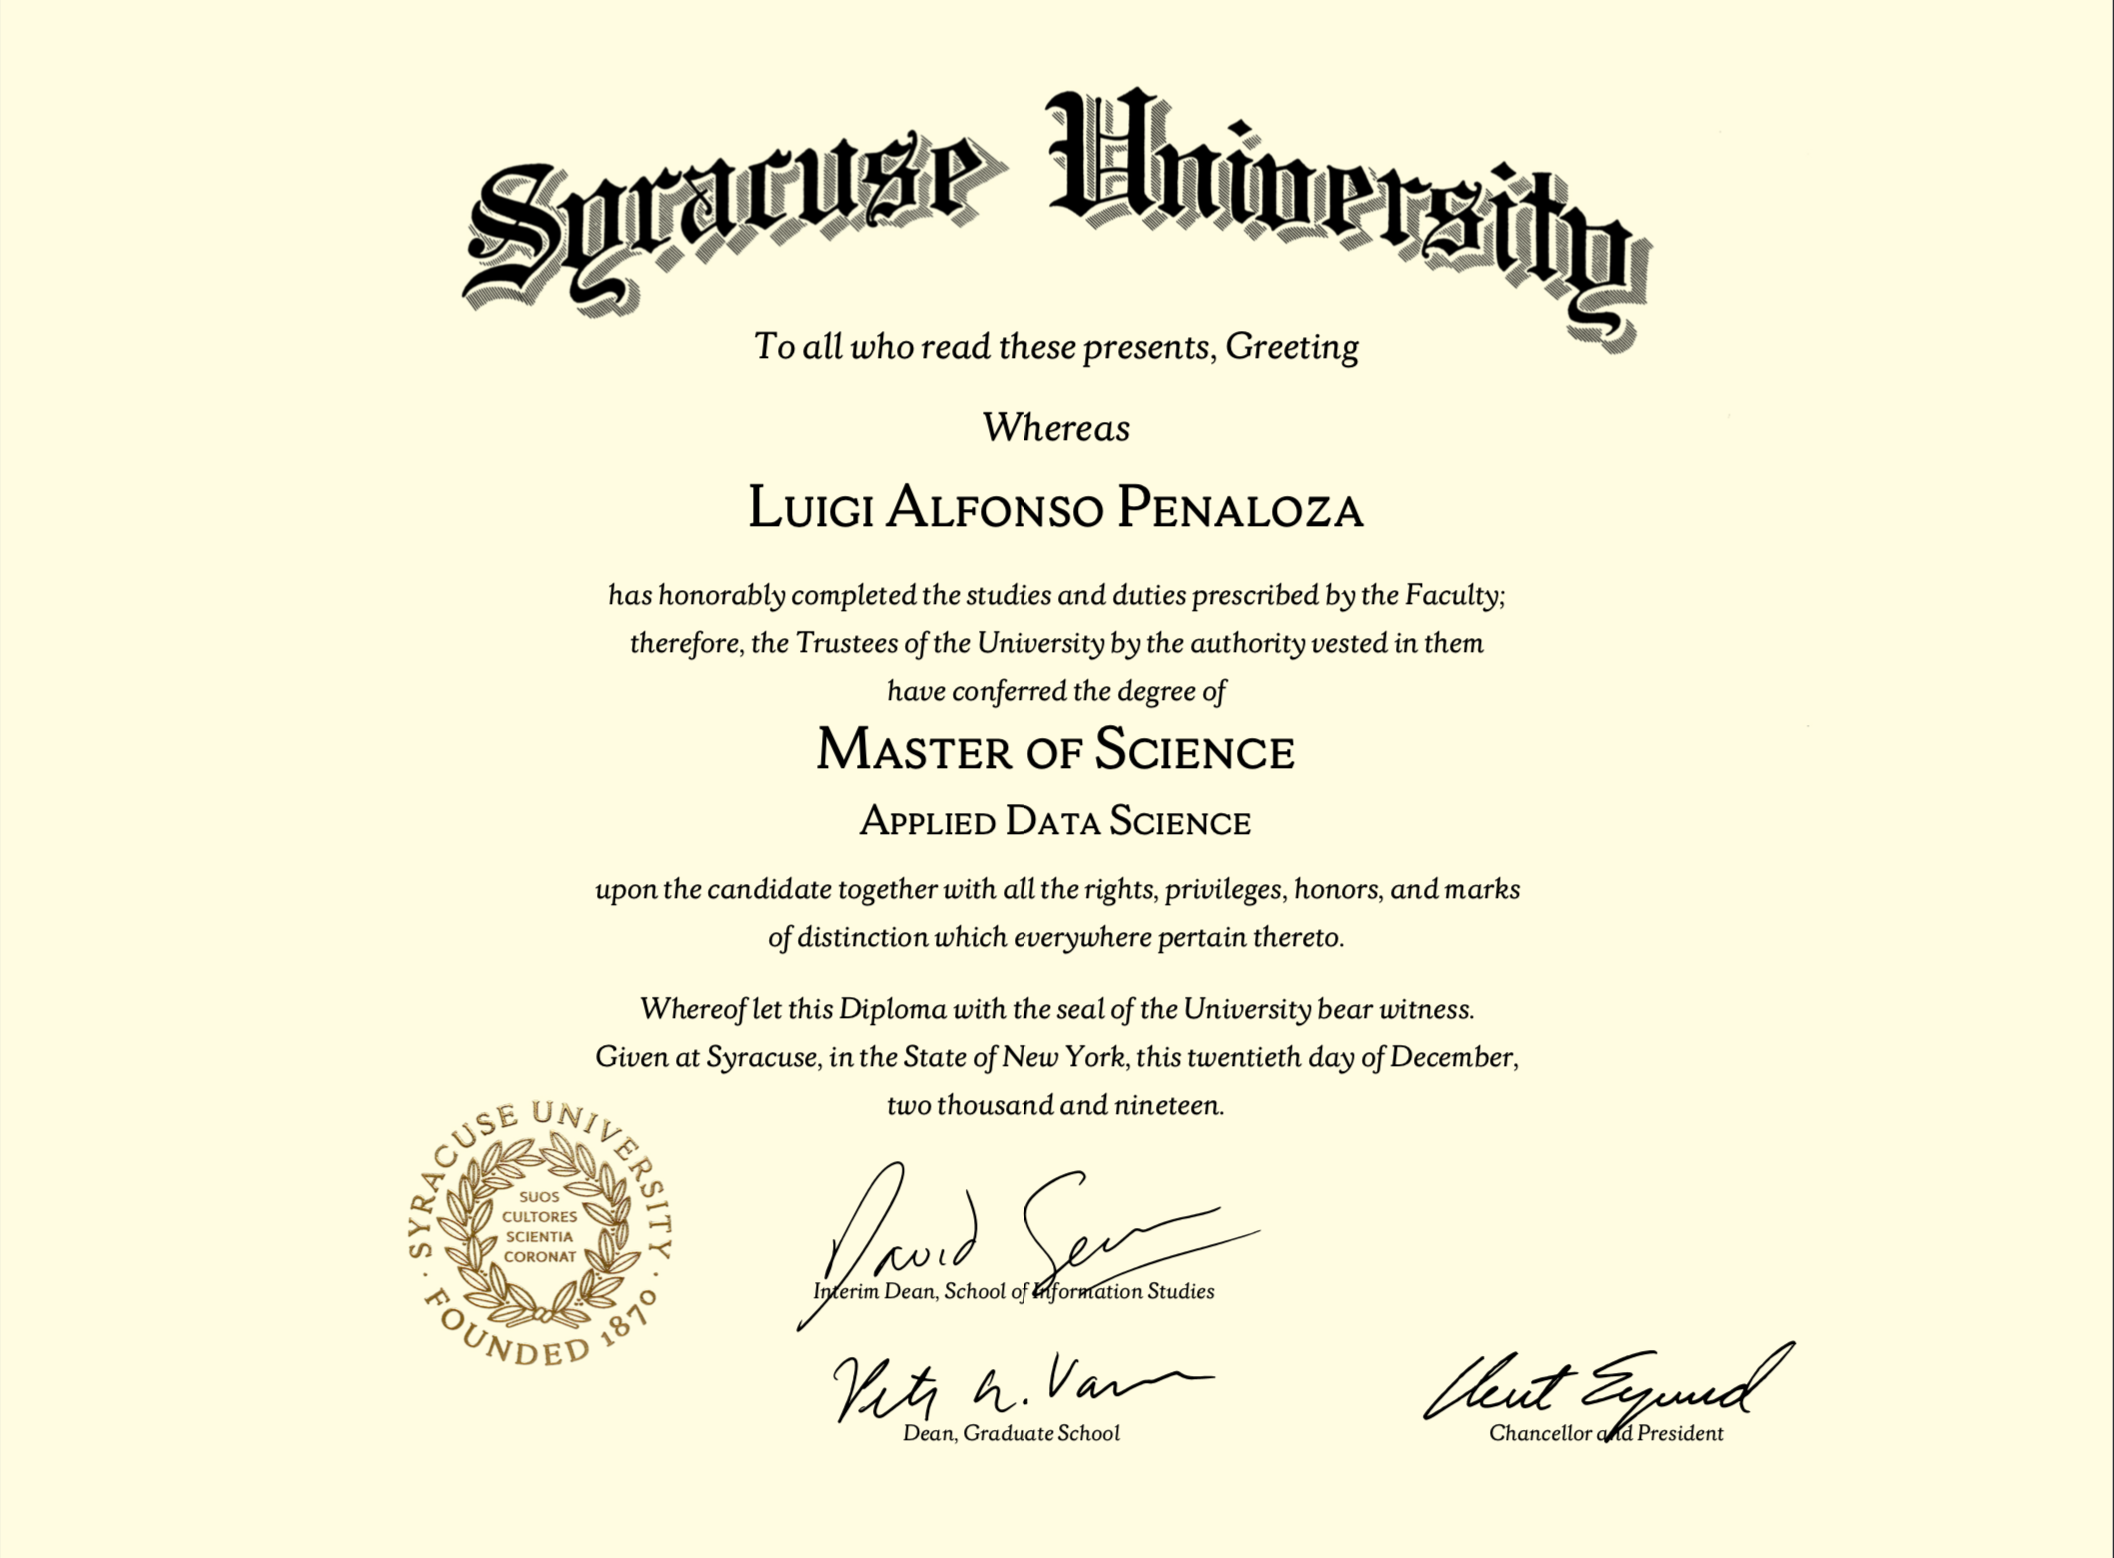 Syracuse University
To all who read these presents, Greeting
Whereas
LUIGI ALFONSO PENALOZA
has honorably completed the studies and duties prescribed by the Faculty;
therefore, the Trustees of the University by the authority vested in them
have conferred the degree of
MASTER OF SCIENCE
APPLIED DATA SCIENCE
upon the candidate together with all the rights, privileges, honors, and marks
of distinction which everywhere pertain thereto.
Whereof let this Diploma with the seal of the University bear witness.
Given at Syracuse, in the State of New York, this twentieth day of December,
two thousand and nineteen.
SYRACUSE UNIVERSITY
SUOS
CULTORES
SCIENTIA
CORONAT
FOUNDED 1870
David
Interim Dean, School of Information Studies
Dean, Graduate School
Chancellor and President